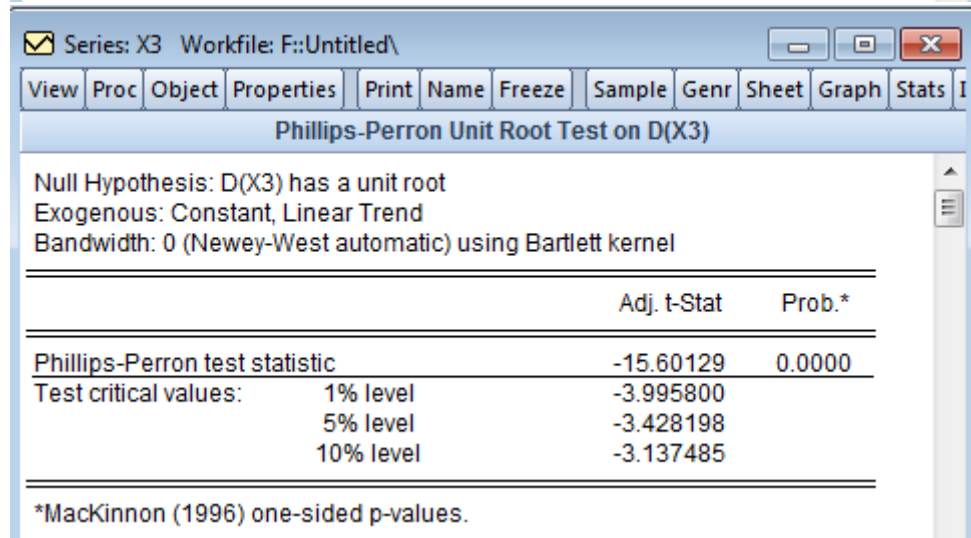 Series: X3 Workfile: F::Untitled\
View Proc Object Properties Print Name Freeze Sample Genr Sheet Graph Stats I
Phillips-Perron Unit Root Test on D(X3)
Null Hypothesis: D(X3) has a unit root
Exogenous: Constant, Linear Trend
Bandwidth: 0 (Newey-West automatic) using Bartlett kernel
Adj. t-Stat Prob.*
Phillips-Perron test statistic -15.60129 0.0000
Test critical values: 1% level -3.995800
5% level -3.428198
10% level -3.137485
*MacKinnon (1996) one-sided p-values.